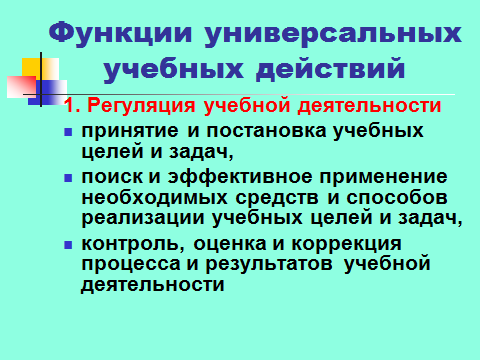 Функции универсальных
учебных действий
1. Регуляция учебной деятельности
принятие и постановка учебных
целей и задач,
поиск и эффективное применение
необходимых средств и способов
реализации учебных целей и задач,
контроль, оценка и коррекция
процесса и результатов учебной
деятельности